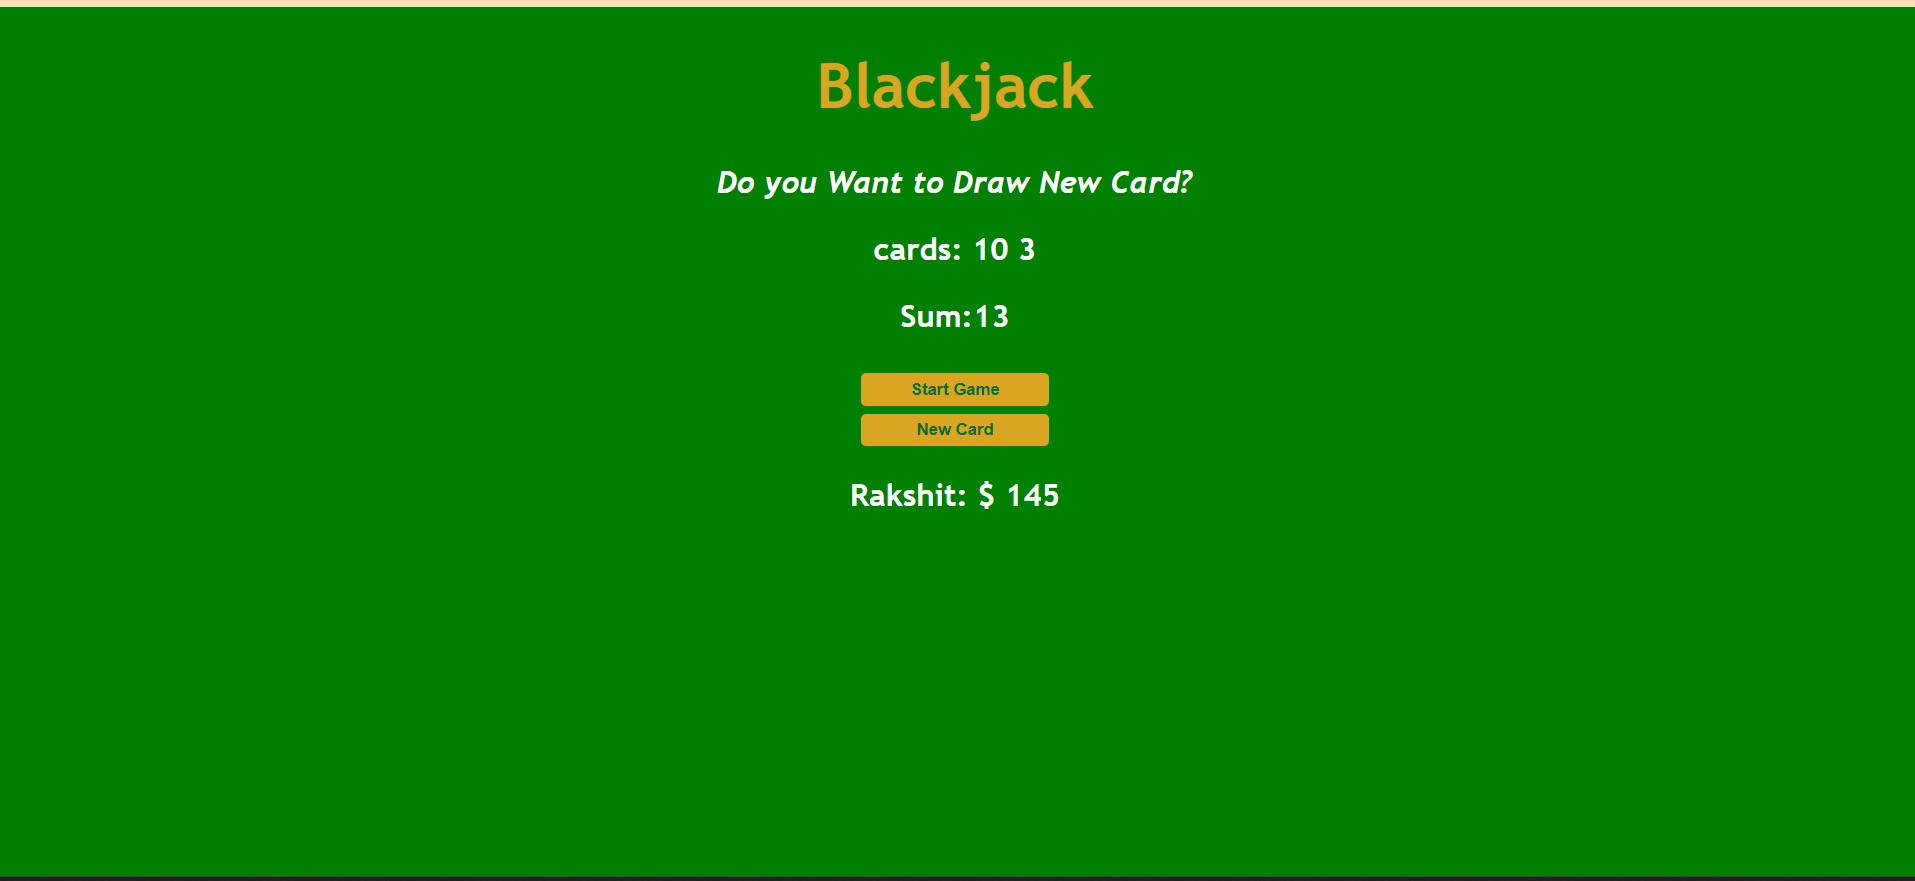 Blackjack
Do you Want to Draw New Card?
cards: 10 3
Sum:13
Start Game
New Card
Rakshit: $ 145